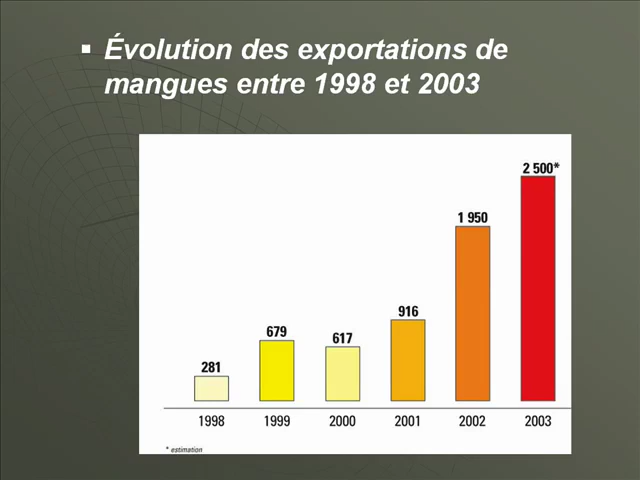 Évolution des exportations de
mangues entre 1998 et 2003
2 500*
1 950
916
679
617
281
1998 1999 2000 2001 2002 2003
* estimation